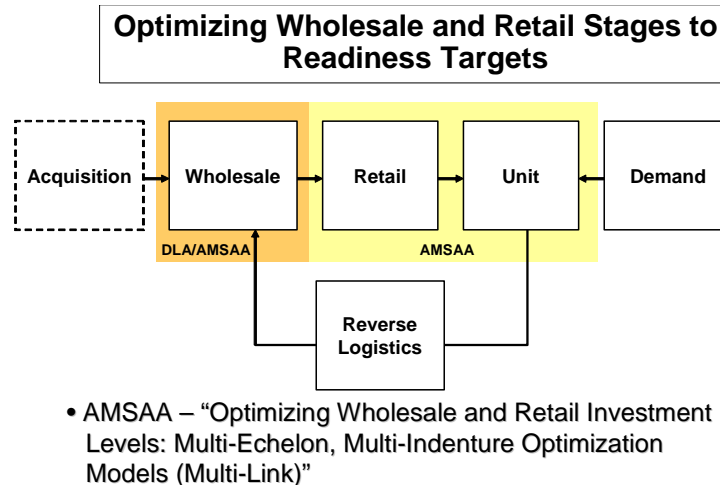 Optimizing Wholesale and Retail Stages to
Readiness Targets
Acquisition
Wholesale
Retail
Unit
Demand
DLA/AMSAA
AMSAA
Reverse
Logistics
• AMSAA – “Optimizing Wholesale and Retail Investment
Levels: Multi-Echelon, Multi-Indenture Optimization
Models (Multi-Link)”